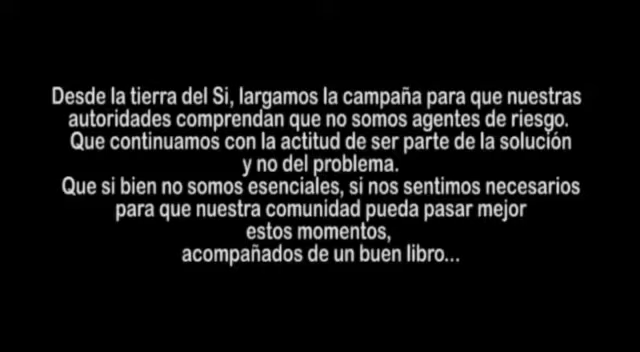 Desde la tierra del Si, largamos la campaña para que nuestras
autoridades comprendan que no somos agentes de riesgo.
Que continuamos con la actitud de ser parte de la solución
y no del problema.
Que si bien no somos esenciales, si nos sentimos necesarios
para que nuestra comunidad pueda pasar mejor
estos momentos,
acompañados de un buen libro...